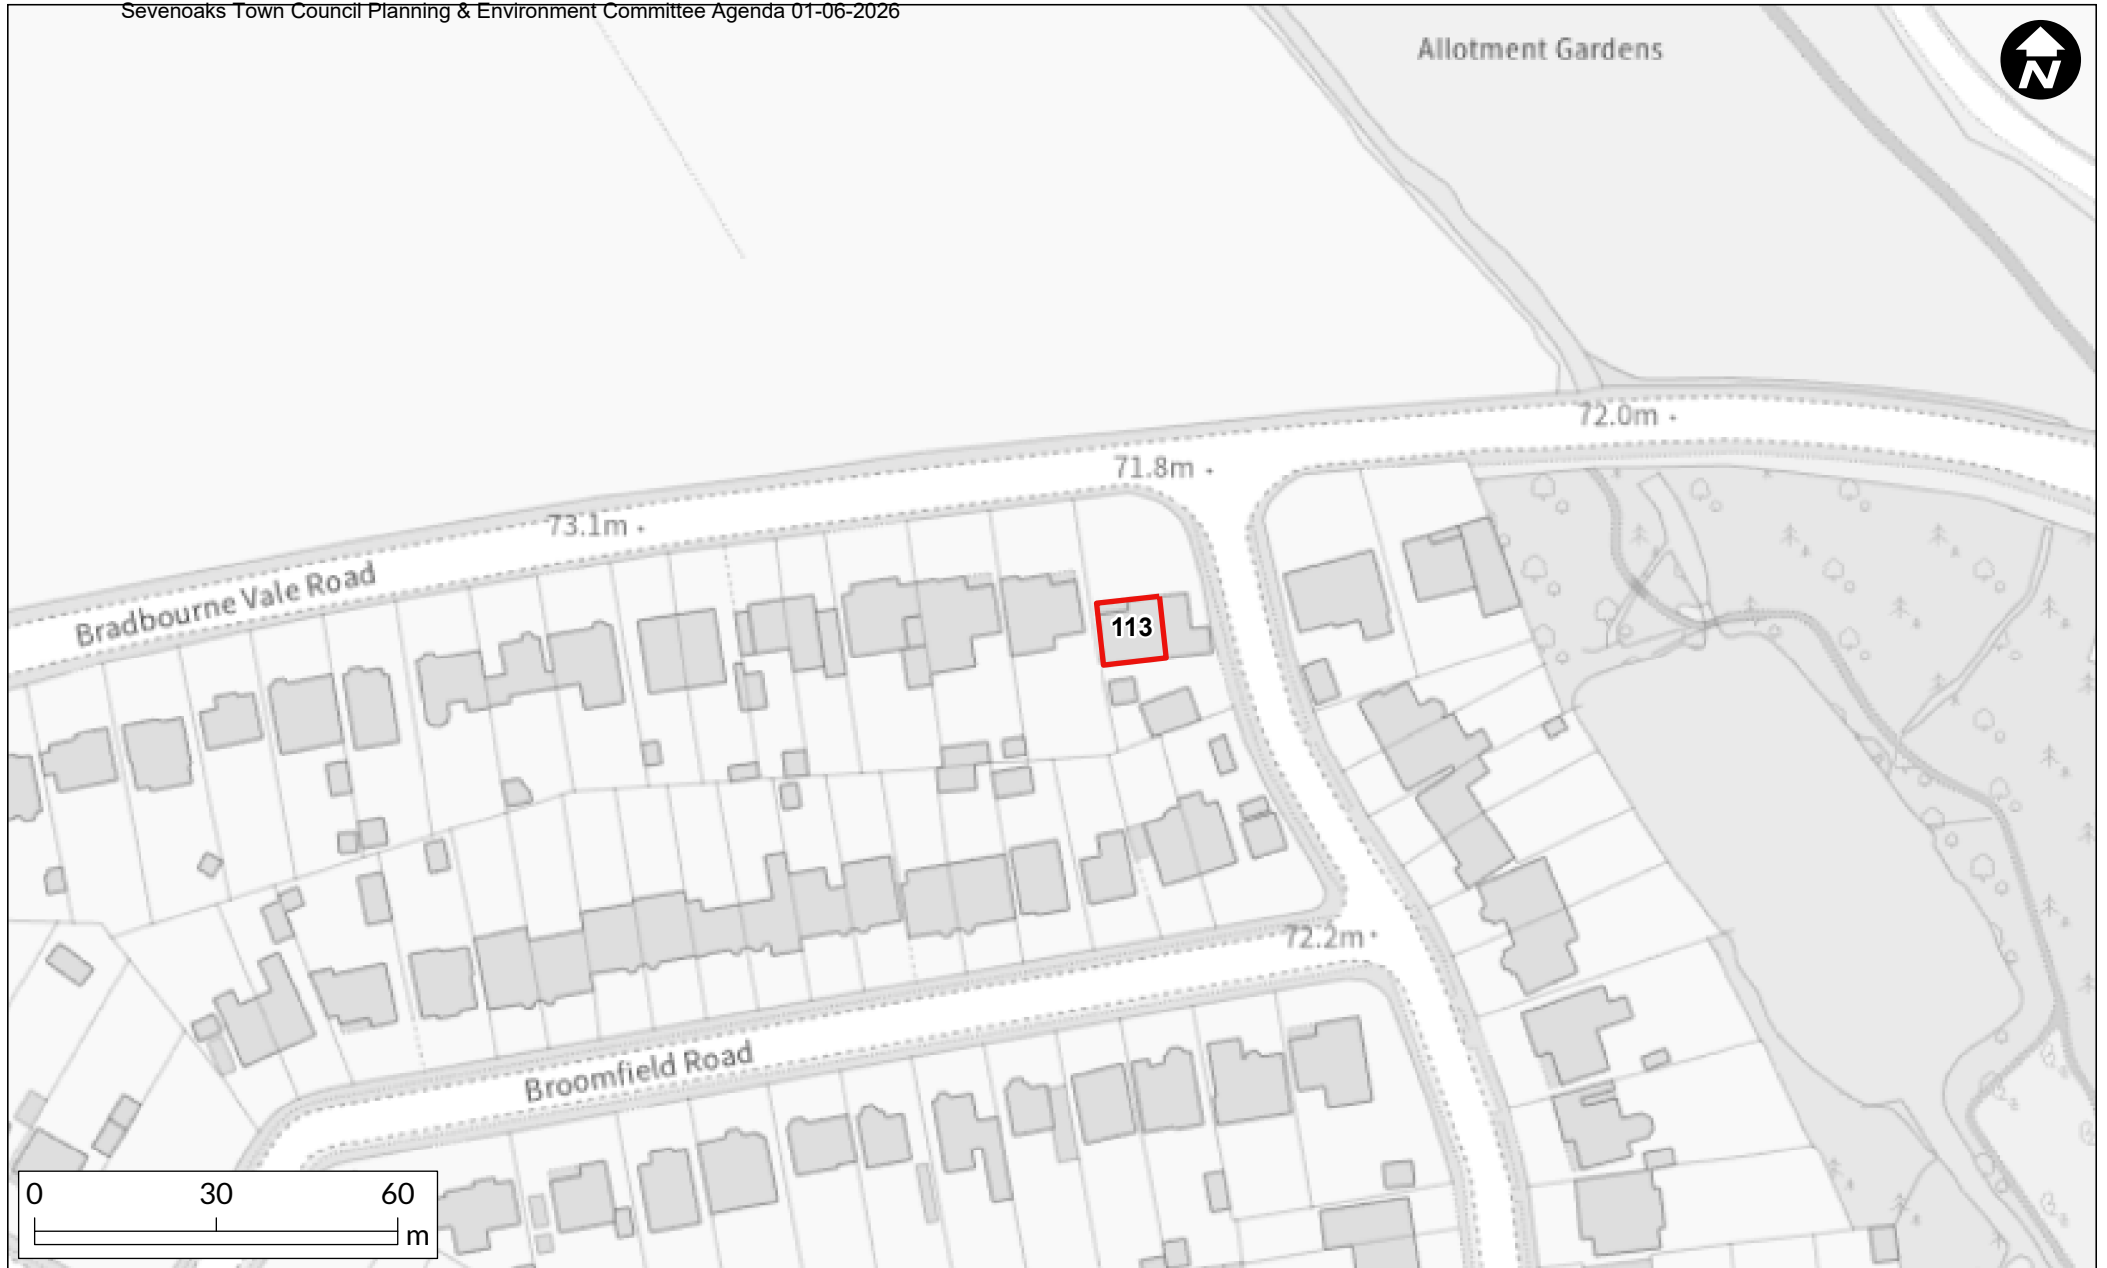 Sevenoaks Town Council Planning & Environment Committee Agenda 01-06-2026
Allotment Gardens
N
72.0m
71.8m
73.1m
Bradbourne Vale Road
113
72.2m
Broomfield Road
0 30 60
m